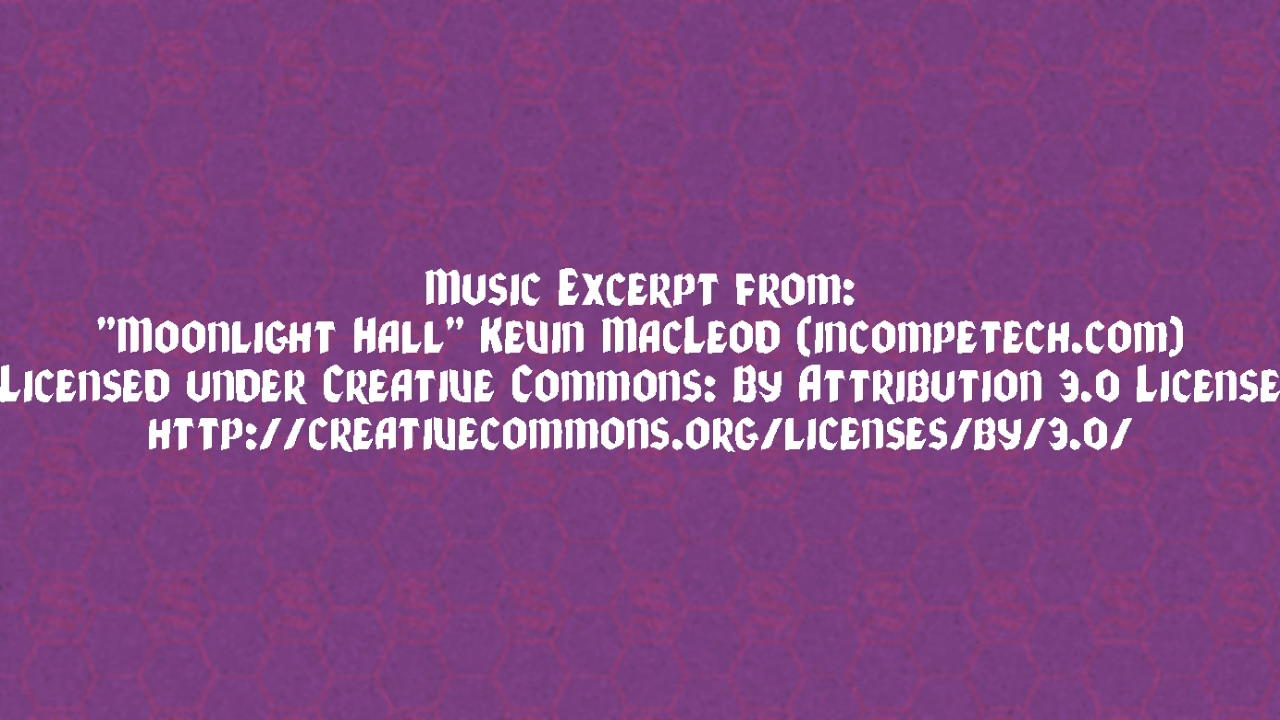 Music Excerpt from:
"Moonlight Hall" Kevin MacLeod (incompetech.com)
Licensed under Creative Commons: By Attribution 3.0 License
http://creativecommons.org/licenses/by/3.0/